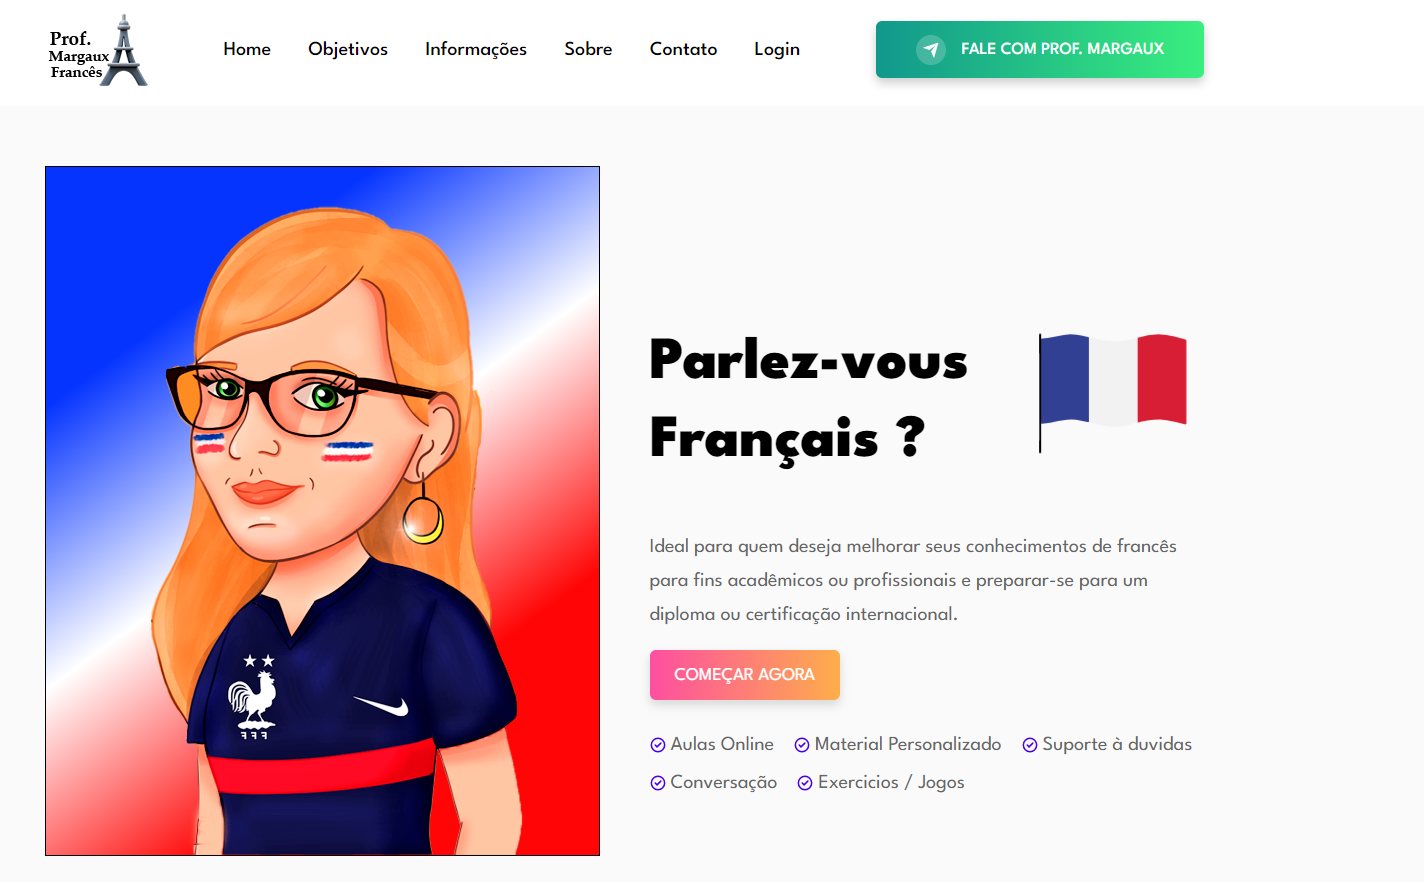 Prof.
Margaux
Francês
Home Objetivos Informações Sobre Contato Login
FALE COM PROF. MARGAUX
Parlez-vous
Français ?
Ideal para quem deseja melhorar seus conhecimentos de francês
para fins acadêmicos ou profissionais e preparar-se para um
diploma ou certificação internacional.
COMEÇAR AGORA
Aulas Online Material Personalizado Suporte à duvidas
Conversação Exercicios / Jogos